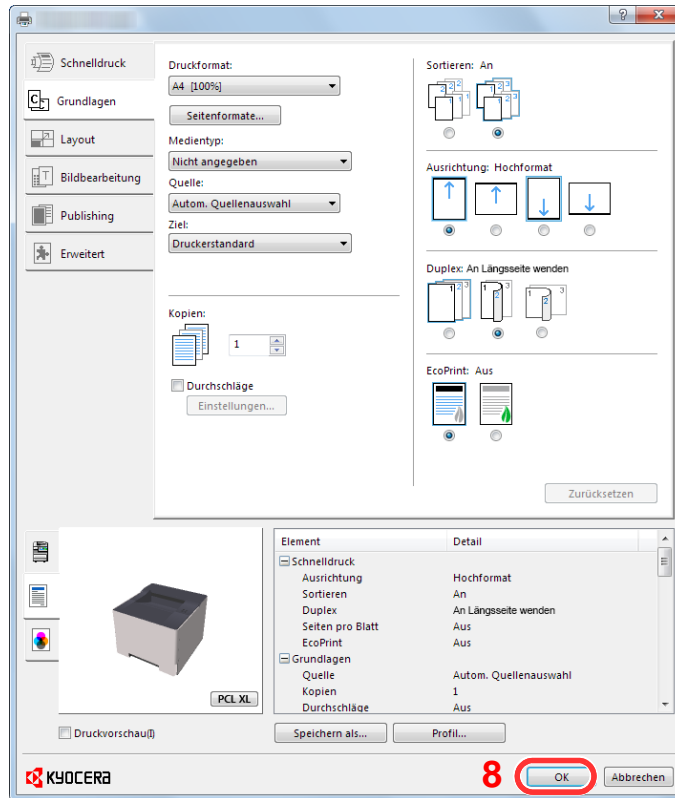 Schnelldruck
Grundlagen
Layout
Bildbearbeitung
Publishing
Erweitert
Druckformat:
A4 [100%]
Seitenformate...
Medientyp:
Nicht angegeben
Quelle:
Autom. Quellenauswahl
Ziel:
Druckerstandard
Kopien:
1
Durchschläge
Einstellungen...
Sortieren: An
Ausrichtung: Hochformat
Duplex: An Längsseite wenden
EcoPrint: Aus
Zurücksetzen
PCL XL
Druckvorschau(I)
Element Detail
Schnelldruck
Ausrichtung Hochformat
Sortieren An
Duplex An Längsseite wenden
Seiten pro Blatt Aus
EcoPrint Aus
Grundlagen
Quelle Autom. Quellenauswahl
Kopien 1
Durchschläge Aus
Speichern als... Profil...
KYOCERA
8 OK Abbrechen